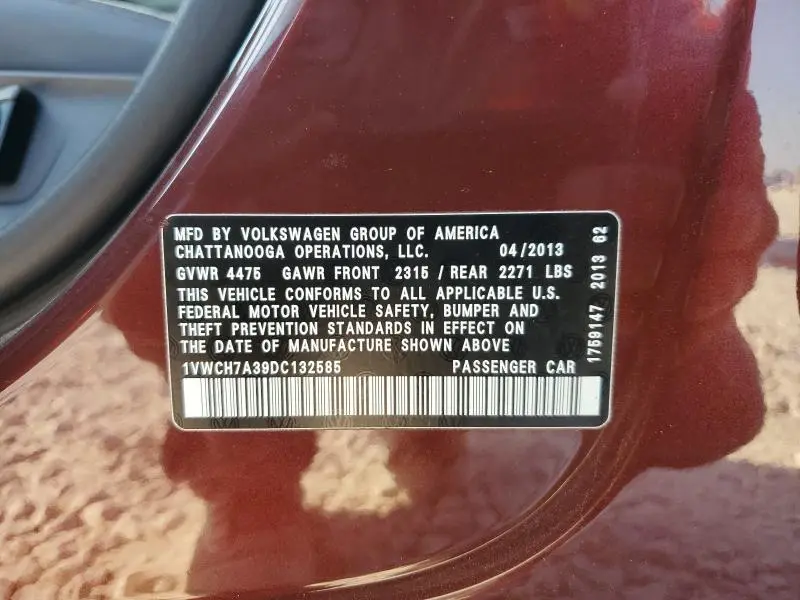 MFD BY VOLKSWAGEN GROUP OF AMERICA
CHATTANOOGA OPERATIONS, LLC. 04/2013
GVWR 4475 GAWR FRONT 2315 / REAR 2271 LBS
THIS VEHICLE CONFORMS TO ALL APPLICABLE U.S.
FEDERAL MOTOR VEHICLE SAFETY, BUMPER AND
THEFT PREVENTION STANDARDS IN EFFECT ON
THE DATE OF MANUFACTURE SHOWN ABOVE
1VWCH7A39DC132585 PASSENGER CAR
1759147 2013 62